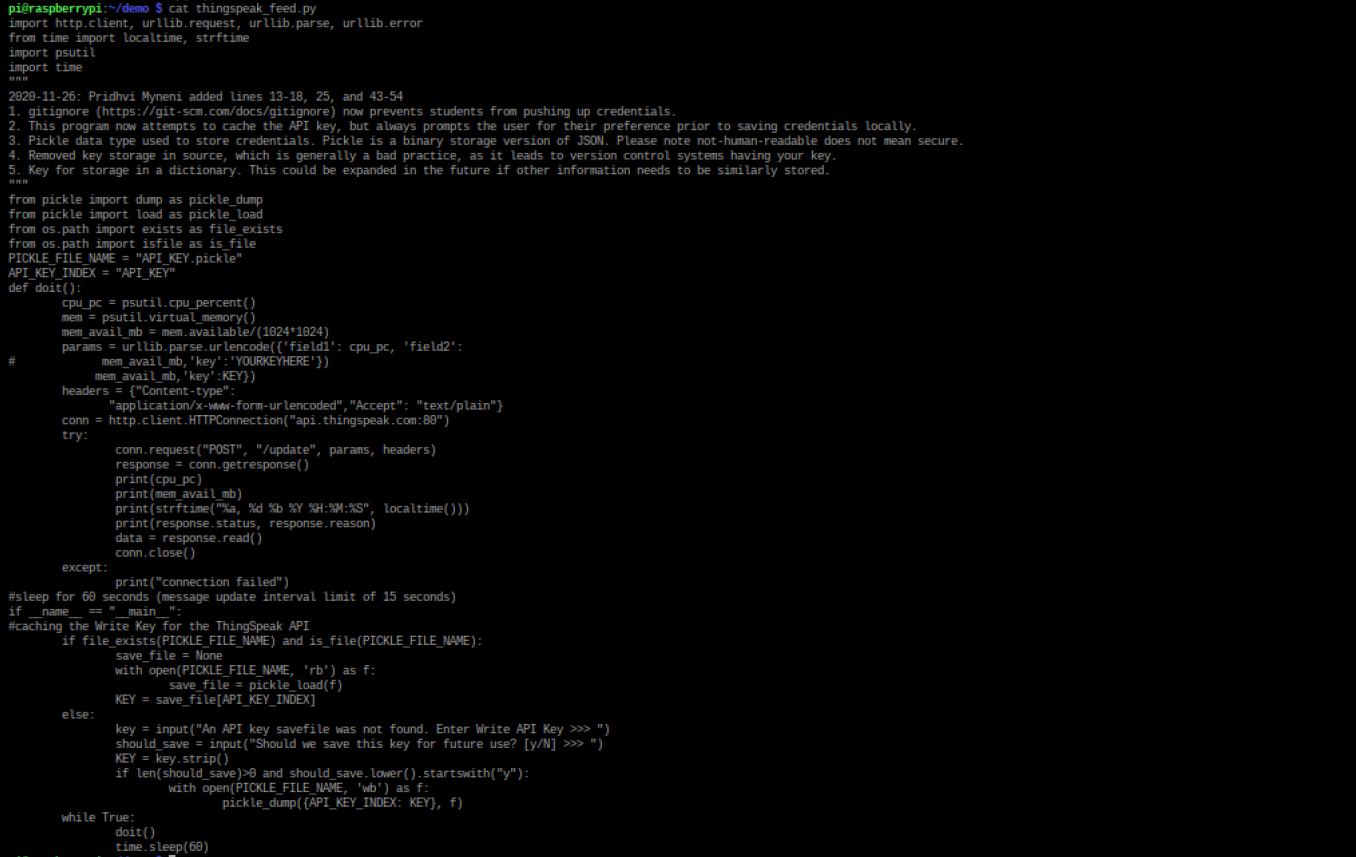 pi@raspberrypi:~/demo $ cat thingspeak_feed.py
import http.client, urllib.request, urllib.parse, urllib.error
from time import localtime, strftime
import psutil
import time
"""
2020-11-26: Pridhvi Myneni added lines 13-18, 25, and 43-54
1. gitignore (https://git-scm.com/docs/gitignore) now prevents students from pushing up credentials.
2. This program now attempts to cache the API key, but always prompts the user for their preference prior to saving credentials locally.
3. Pickle data type used to store credentials. Pickle is a binary storage version of JSON. Please note not-human-readable does not mean secure.
4. Removed key storage in source, which is generally a bad practice, as it leads to version control systems having your key.
5. Key for storage in a dictionary. This could be expanded in the future if other information needs to be similarly stored.
"""
from pickle import dump as pickle_dump
from pickle import load as pickle_load
from os.path import exists as file_exists
from os.path import isfile as is_file
PICKLE_FILE_NAME = "API_KEY.pickle"
API_KEY_INDEX = "API_KEY"
def doit():
        cpu_pc = psutil.cpu_percent()
        mem = psutil.virtual_memory()
        mem_avail_mb = mem.available/(1024*1024)
        params = urllib.parse.urlencode({'field1': cpu_pc, 'field2':
#             mem_avail_mb,'key':'YOURKEYHERE'})
             mem_avail_mb,'key':KEY})
        headers = {"Content-type":
               "application/x-www-form-urlencoded","Accept": "text/plain"}
        conn = http.client.HTTPConnection("api.thingspeak.com:80")
        try:
                conn.request("POST", "/update", params, headers)
                response = conn.getresponse()
                print(cpu_pc)
                print(mem_avail_mb)
                print(strftime("%a, %d %b %Y %H:%M:%S", localtime()))
                print(response.status, response.reason)
                data = response.read()
                conn.close()
        except:
                print("connection failed")
#sleep for 60 seconds (message update interval limit of 15 seconds)
if __name__ == "__main__":
#caching the Write Key for the ThingSpeak API
        if file_exists(PICKLE_FILE_NAME) and is_file(PICKLE_FILE_NAME):
                save_file = None
                with open(PICKLE_FILE_NAME, 'rb') as f:
                        save_file = pickle_load(f)
                KEY = save_file[API_KEY_INDEX]
        else:
                key = input("An API key savefile was not found. Enter Write API Key >>> ")
                should_save = input("Should we save this key for future use? [y/N] >>> ")
                KEY = key.strip()
                if len(should_save)>0 and should_save.lower().startswith("y"):
                        with open(PICKLE_FILE_NAME, 'wb') as f:
                                pickle_dump({API_KEY_INDEX: KEY}, f)
        while True:
                doit()
                time.sleep(60)